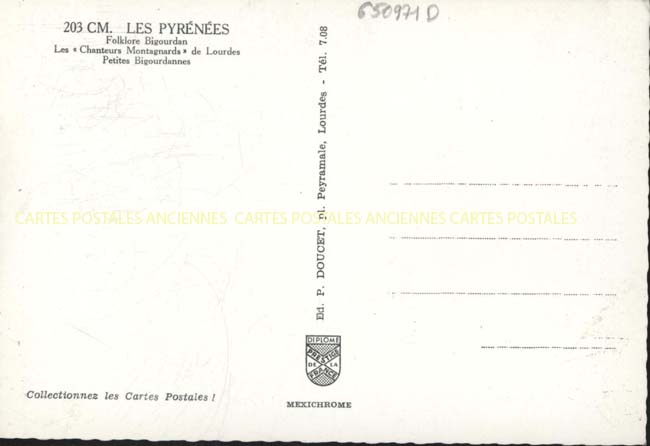 650971 D
203 CM. LES PYRÉNÉES
Folklore Bigourdan
Les « Chanteurs Montagnards » de Lourdes
Petites Bigourdannes
Ed. P. DOUCET, pl. Peyramale, Lourdes - Tél. 7.08
CARTES POSTALES ANCIENNES CARTES POSTALES ANCIENNES CARTES POSTALES
DIPLOME
PRESTIGE
DE LA
FRANCE
MEXICHROME
Collectionnez les Cartes Postales !